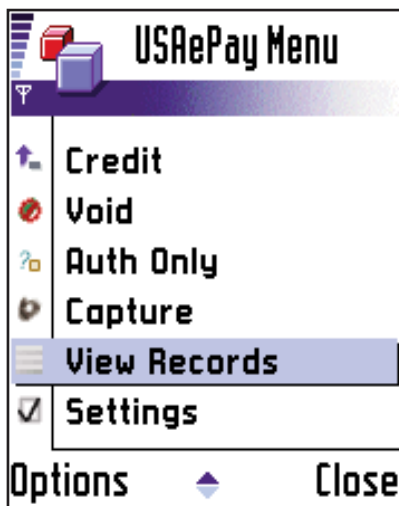 USAePay Menu
Credit
Void
Auth Only
Capture
View Records
Settings
Options Close